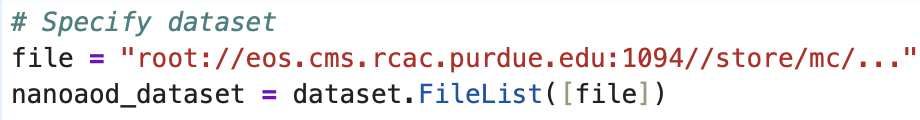 # Specify dataset
file = "root://eos.cms.rcac.purdue.edu:1094//store/mc/..."
nanoaod_dataset = dataset.FileList([file])